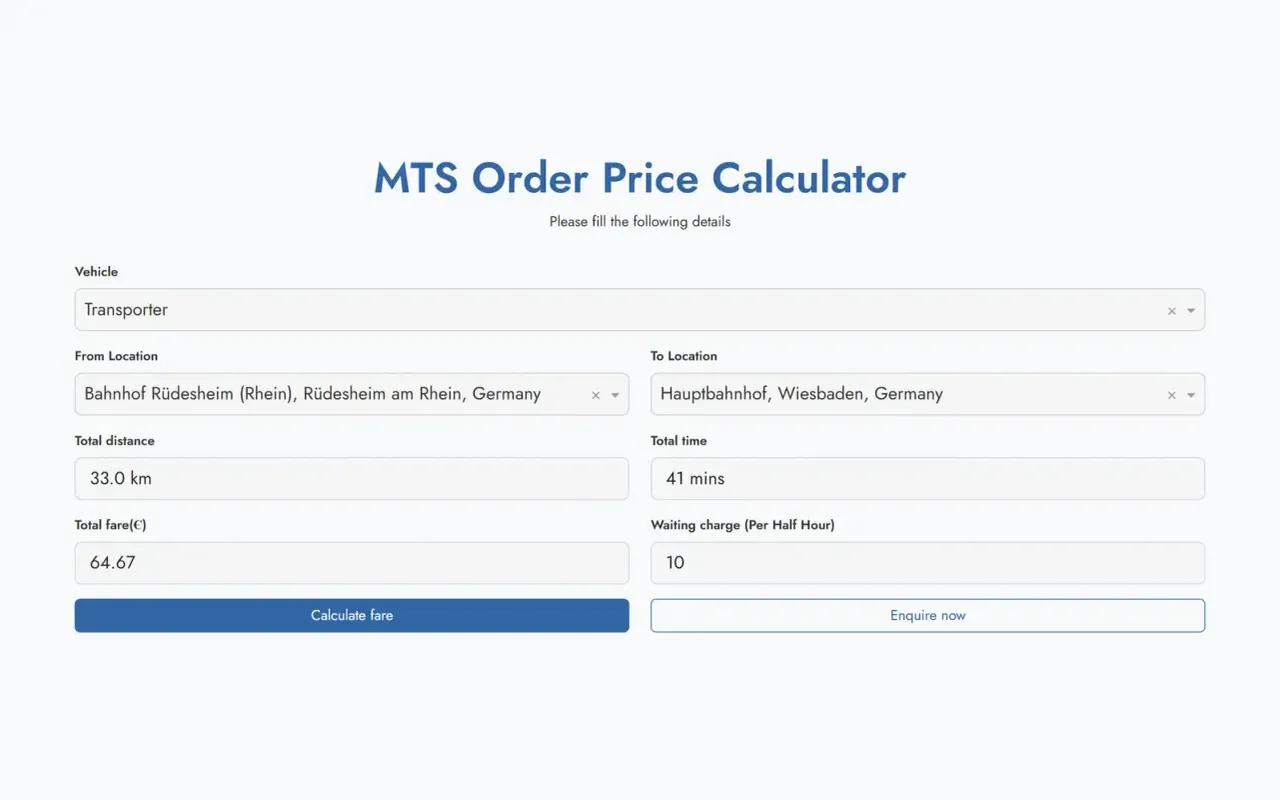 MTS Order Price Calculator
Please fill the following details
Vehicle
Transporter
From Location
To Location
Bahnhof Rüdesheim (Rhein), Rüdesheim am Rhein, Germany
Hauptbahnhof, Wiesbaden, Germany
Total distance
Total time
33.0 km
41 mins
Total fare(€)
Waiting charge (Per Half Hour)
64.67
10
Calculate fare
Enquire now